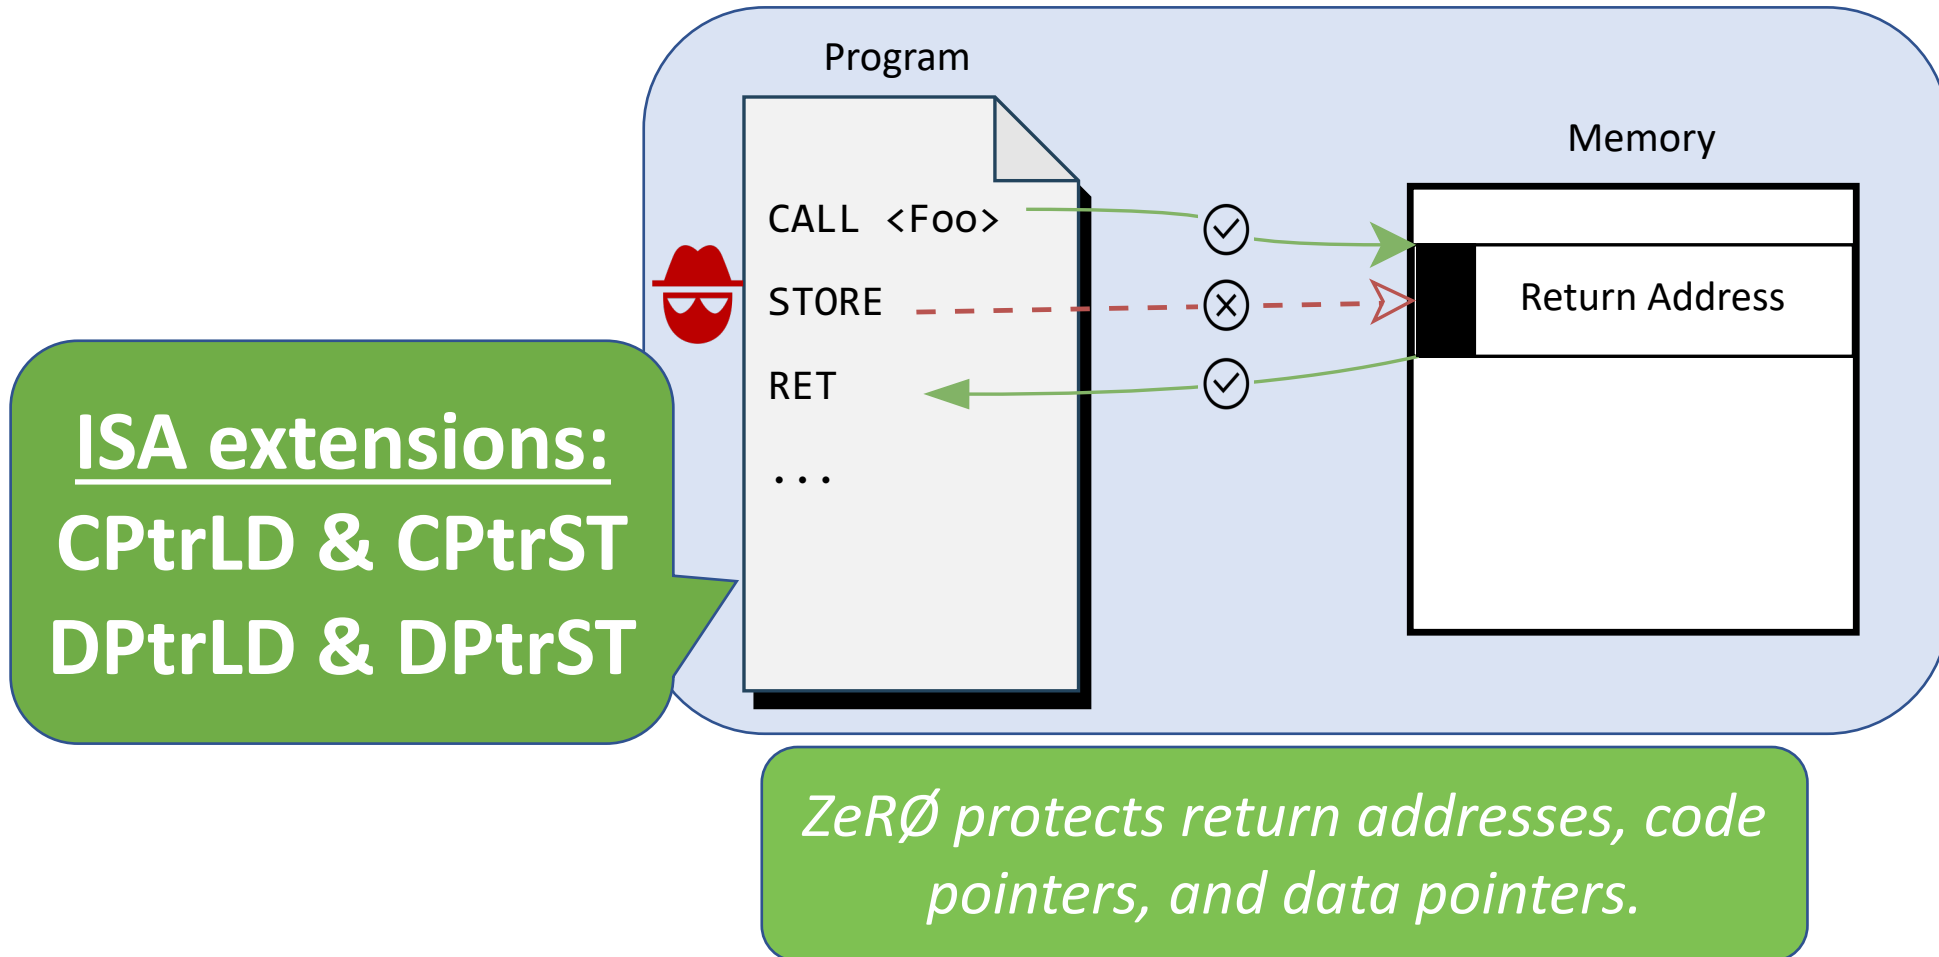 Program
Memory
CALL <Foo>
STORE
RET
...
Return Address
ISA extensions:
CPtrLD & CPtrST
DPtrLD & DPtrST
ZeRØ protects return addresses, code
pointers, and data pointers.